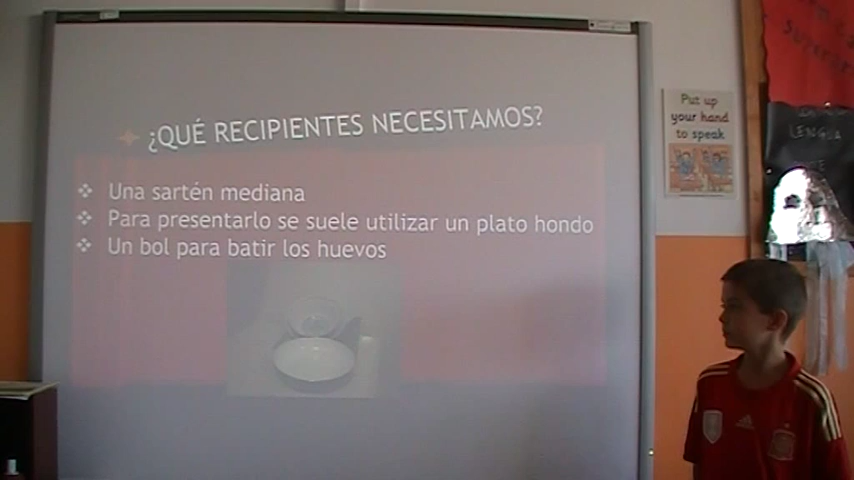 ¿QUÉ RECIPIENTES NECESITAMOS?
Una sartén mediana
Para presentarlo se suele utilizar un plato hondo
Un bol para batir los huevos
Put up
your hand
to speak
LENGUA